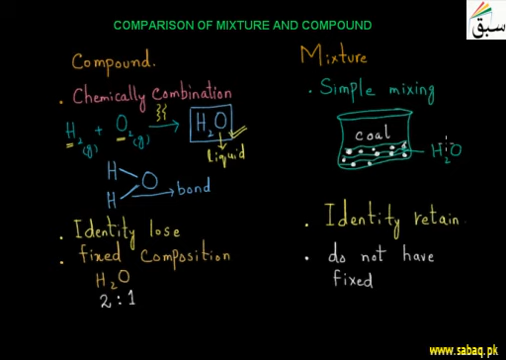 COMPARISON OF MIXTURE AND COMPOUND
سبق
Compound.
. Chemically Combination
H2(g) + O2(g) → H2O
Liquid
H
O
H
bond
. Identity lose
. fixed Composition
H2O
2 : 1
Mixture
. Simple mixing
coal
H2O
. Identity retain
. do not have
fixed
www.sabaq.pk